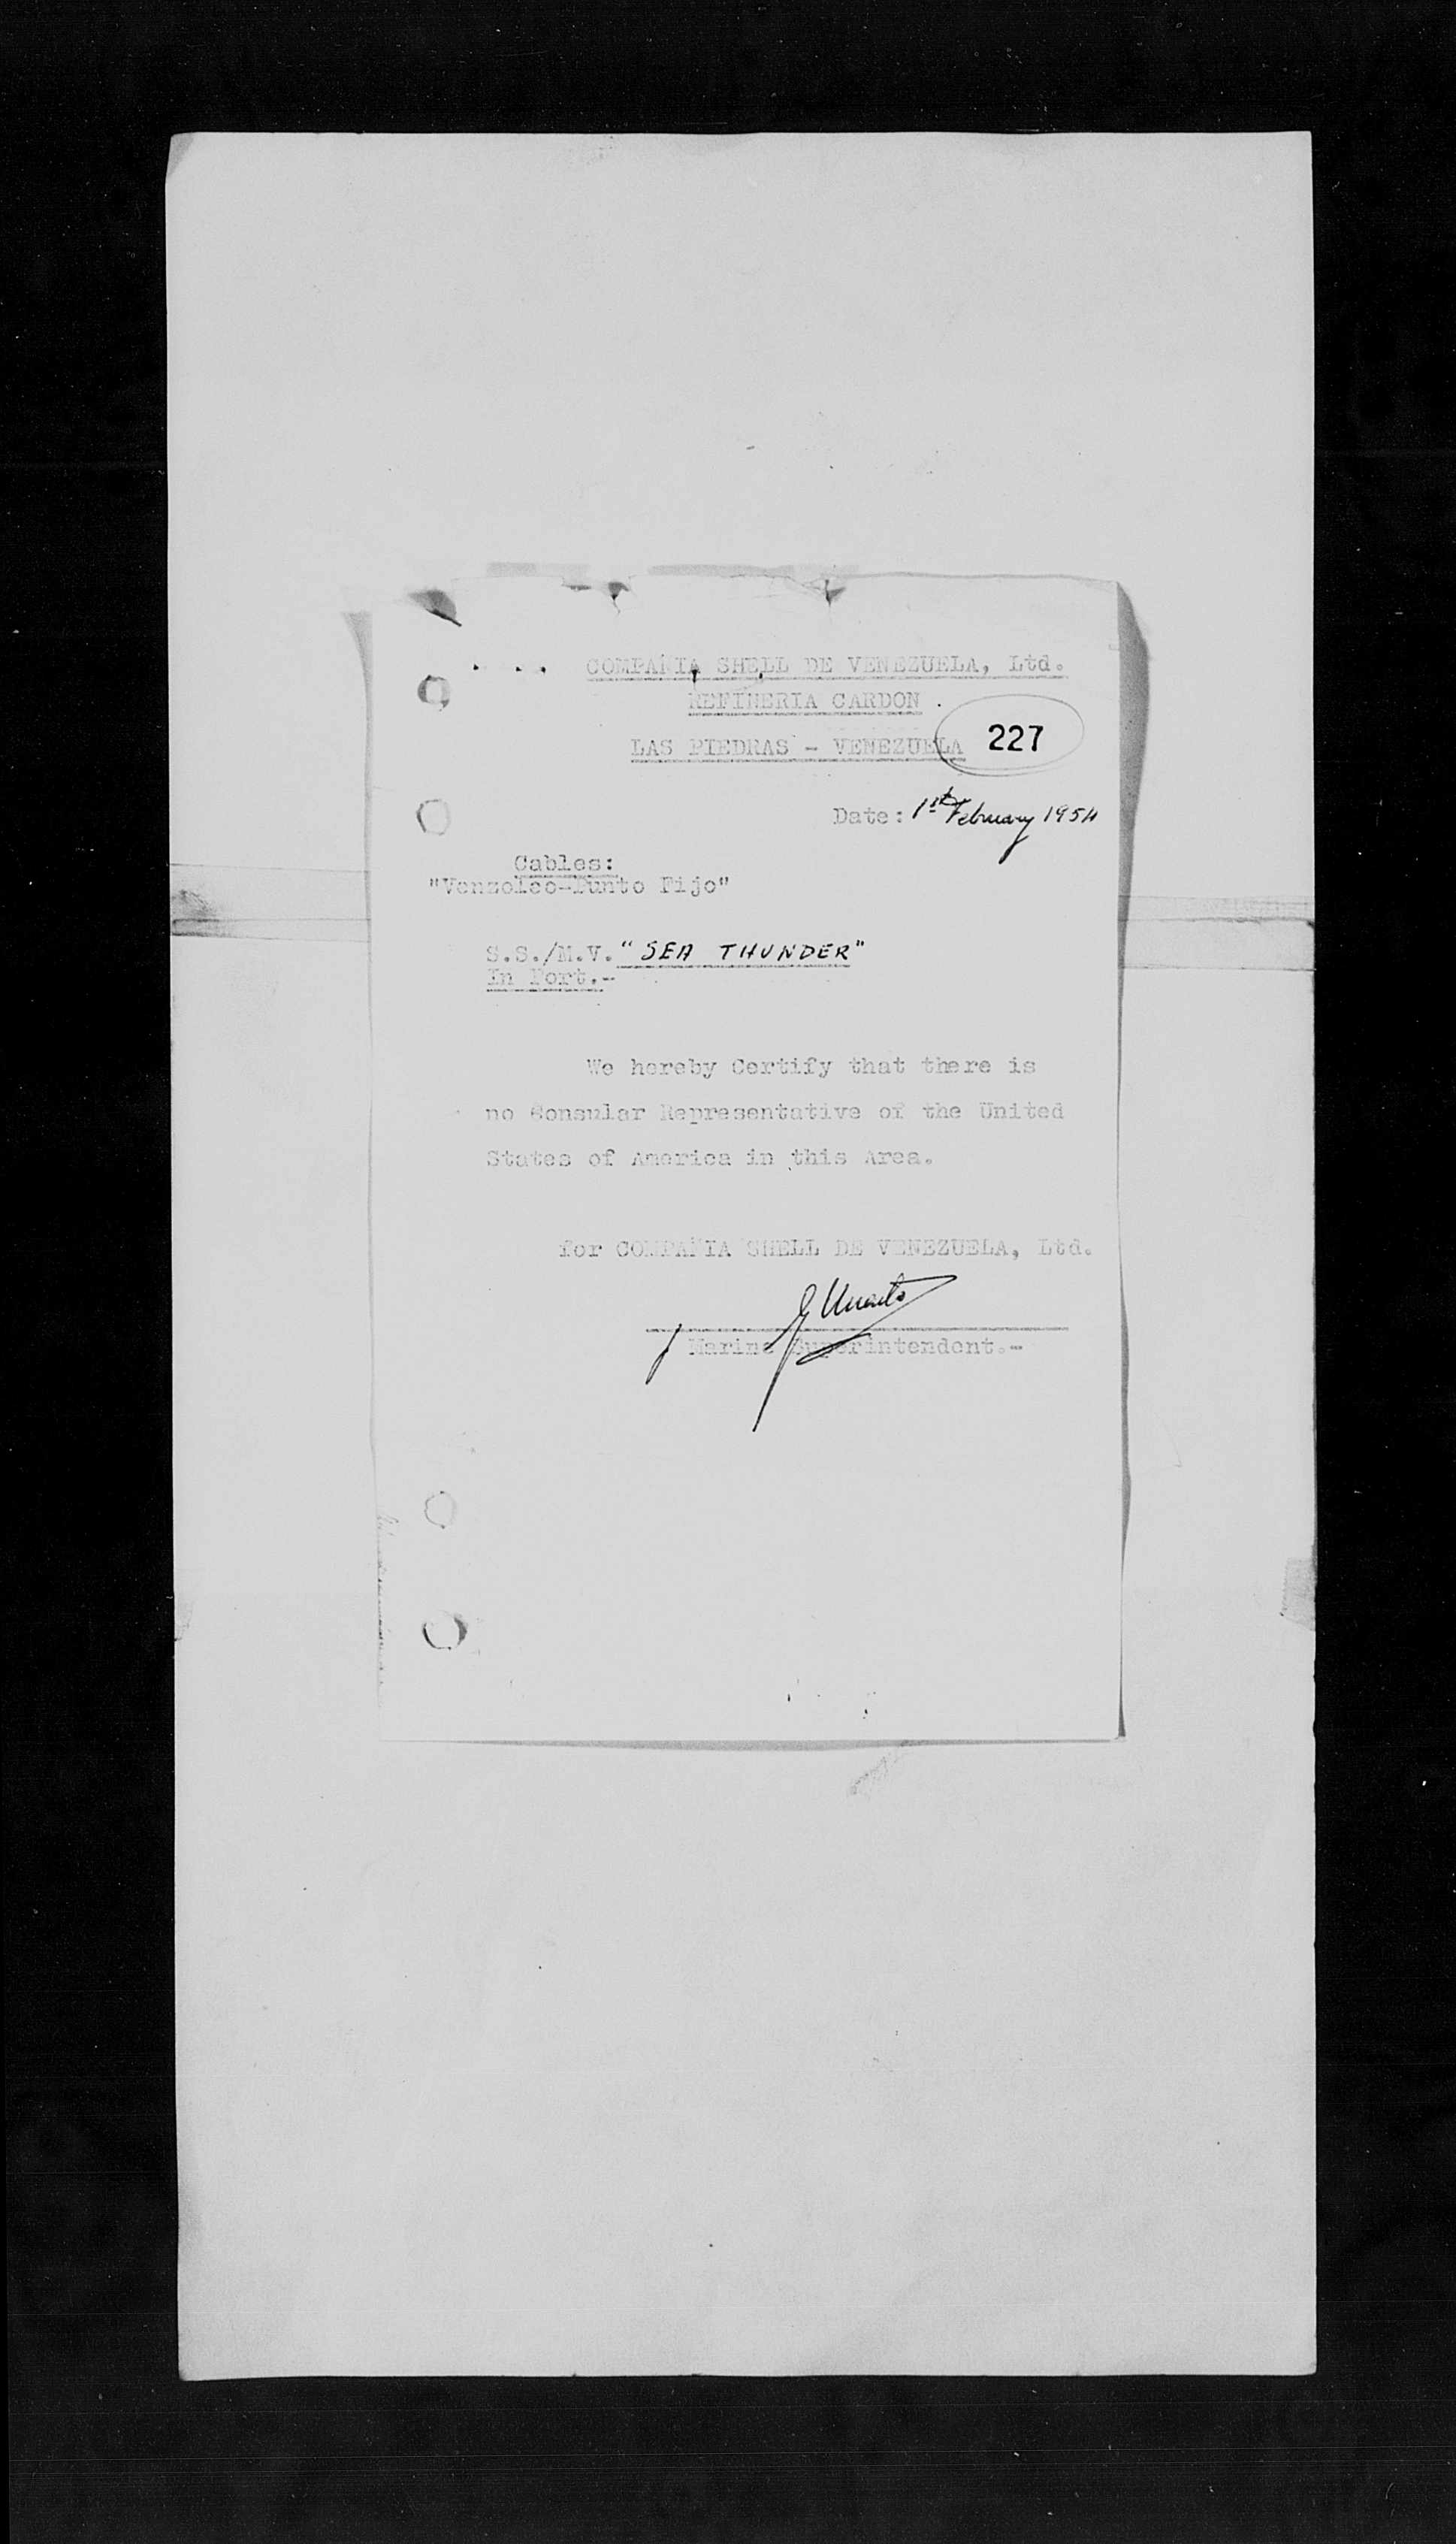 COMPAÑIA SHELL DE VENEZUELA, Ltd.
REFINERIA CARDON
LAS PIEDRAS - VENEZUELA
227
Date: 1st February 1954
Cables:
"Venzoleo-Punto Fijo"
S.S./M.V. "SEA THUNDER"
In Port.-
We hereby Certify that there is
no Consular Representative of the United
States of America in this Area.
for COMPAÑIA SHELL DE VENEZUELA, Ltd.
Marine Superintendent.-